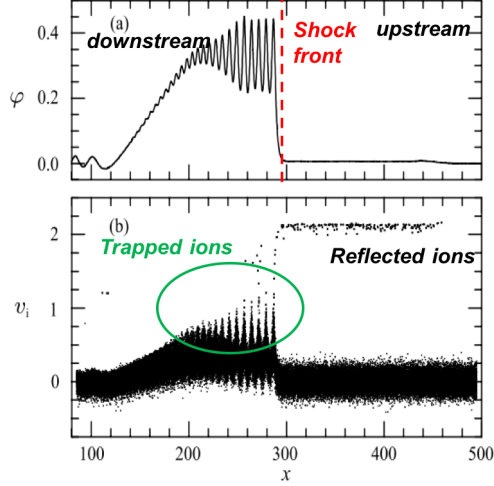 (a)
downstream
Shock
front
upstream
0.4
0.2
0.0
φ
(b)
Trapped ions
Reflected ions
2
1
0
v_i
100
200
300
400
500
x